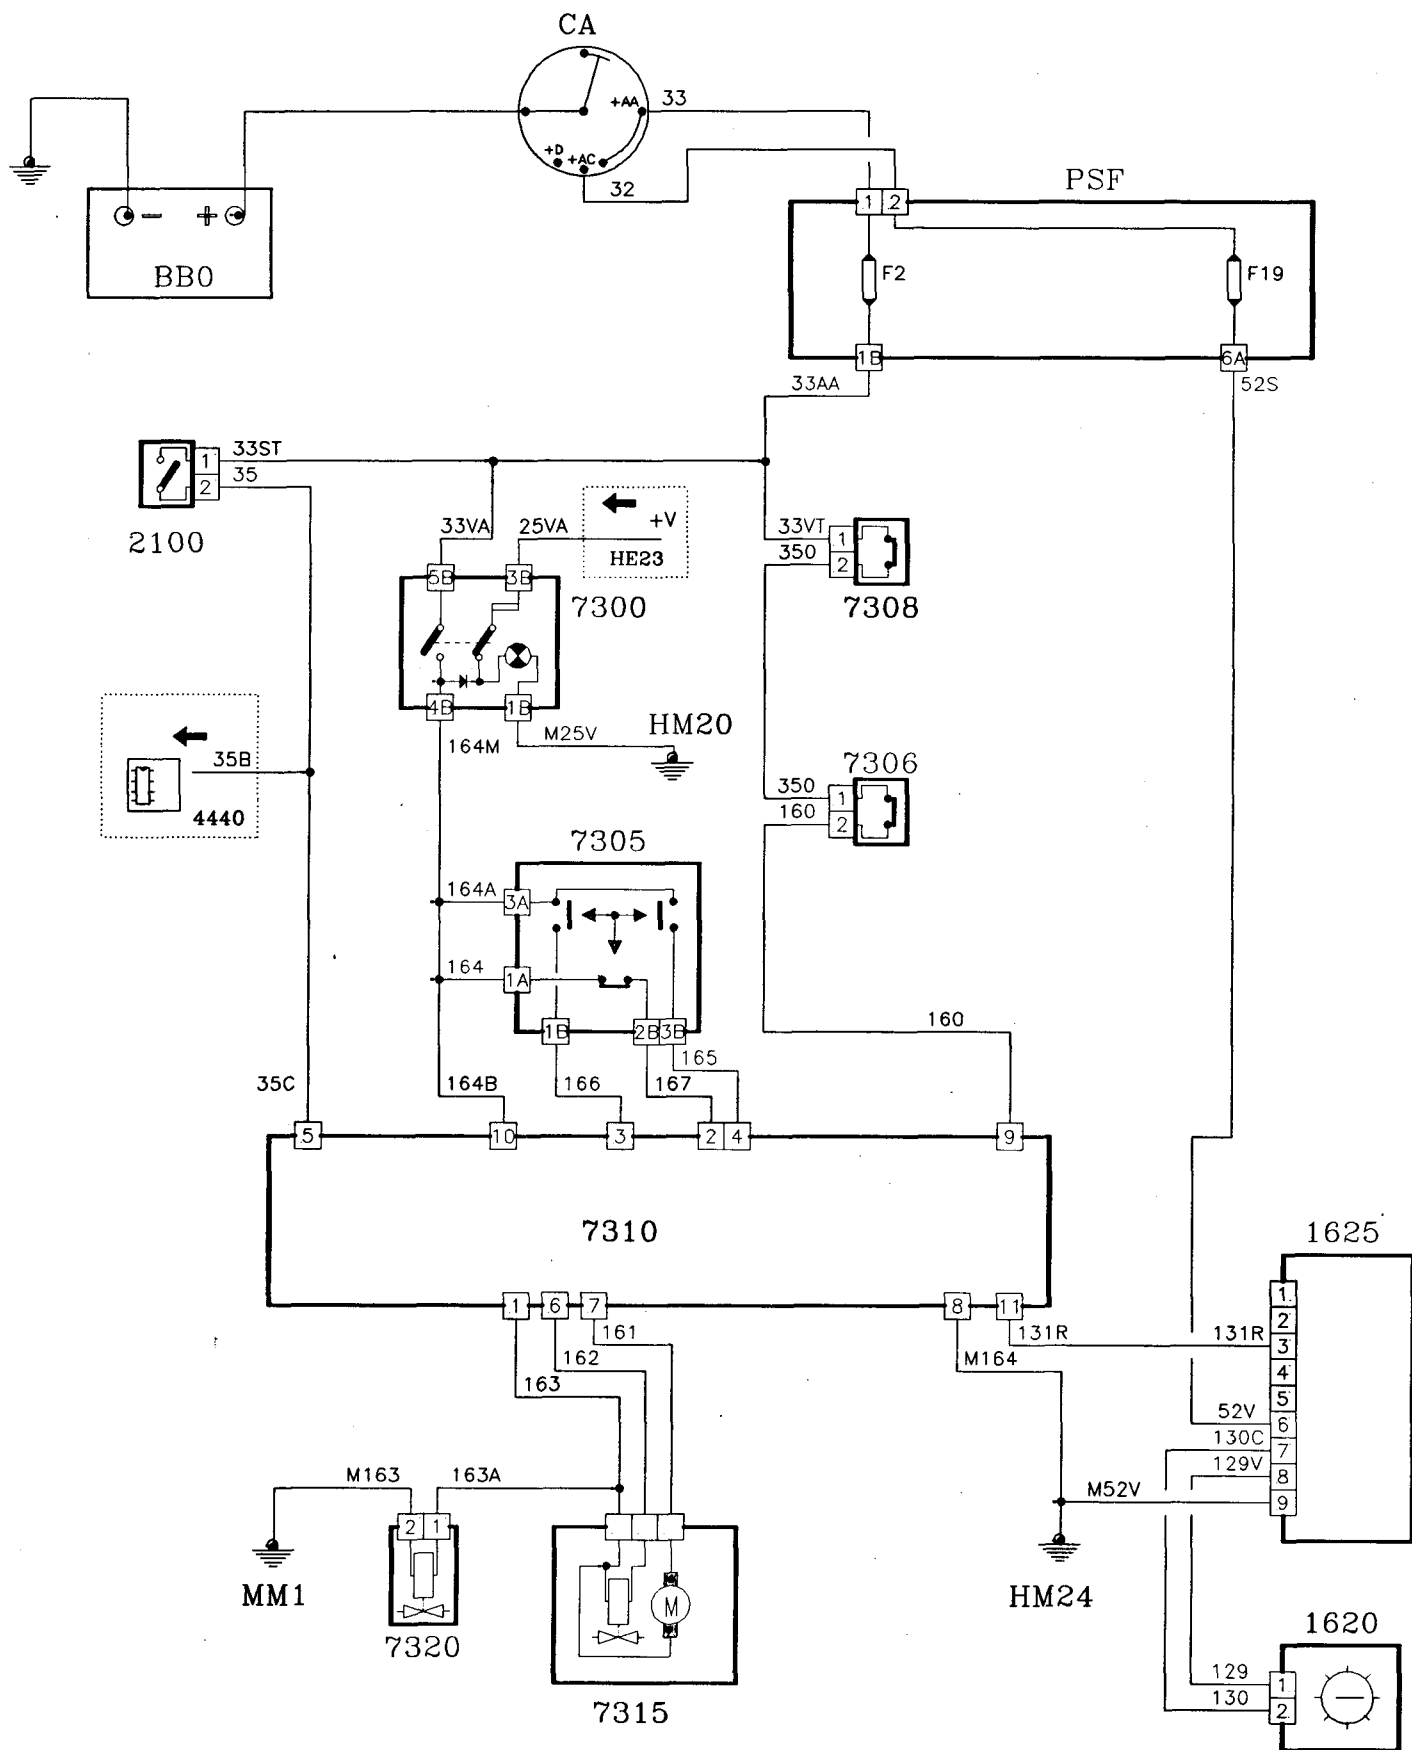 CA
+AA
33
+D
+AC
32
PSF
1 2
BB0
F2
F19
1B
6A
33AA
52S
33ST
1
35
2
2100
+V
33VA
25VA
HE23
33VT
1
350
2
5B
3B
7300
7308
4B
1B
HM20
M25V
164M
7306
35B
4440
350
1
160
2
7305
164A
3A
164
1A
1B
2B 3B
160
165
35C
164B
166
167
5
10
3
2 4
9
7310
1625
1
2
1
6
7
8
11
161
131R
131R
3
162
M164
4
163
5
52V
6
130C
7
129V
8
M163
163A
M52V
9
2 1
M
MM1
HM24
7320
1620
129
1
130
2
7315